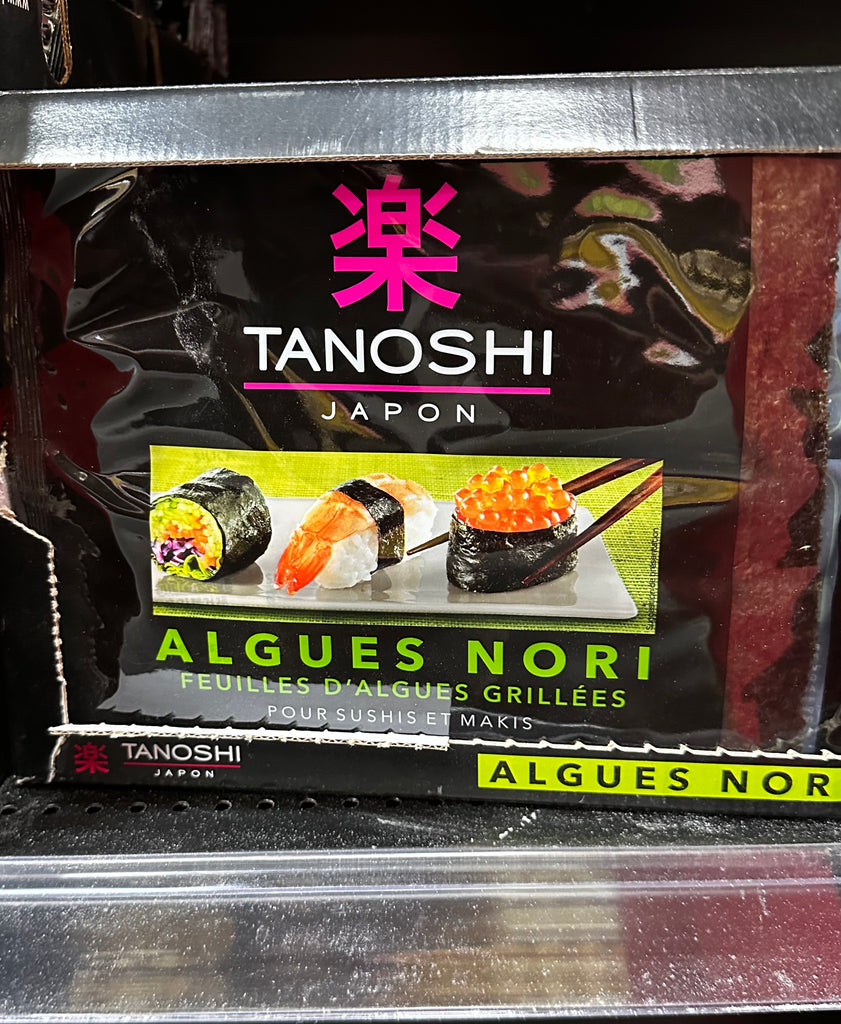 楽
TANOSHI
JAPON
ALGUES NORI
FEUILLES D'ALGUES GRILLÉES
POUR SUSHIS ET MAKIS
楽 TANOSHI
JAPON
ALGUES NOR